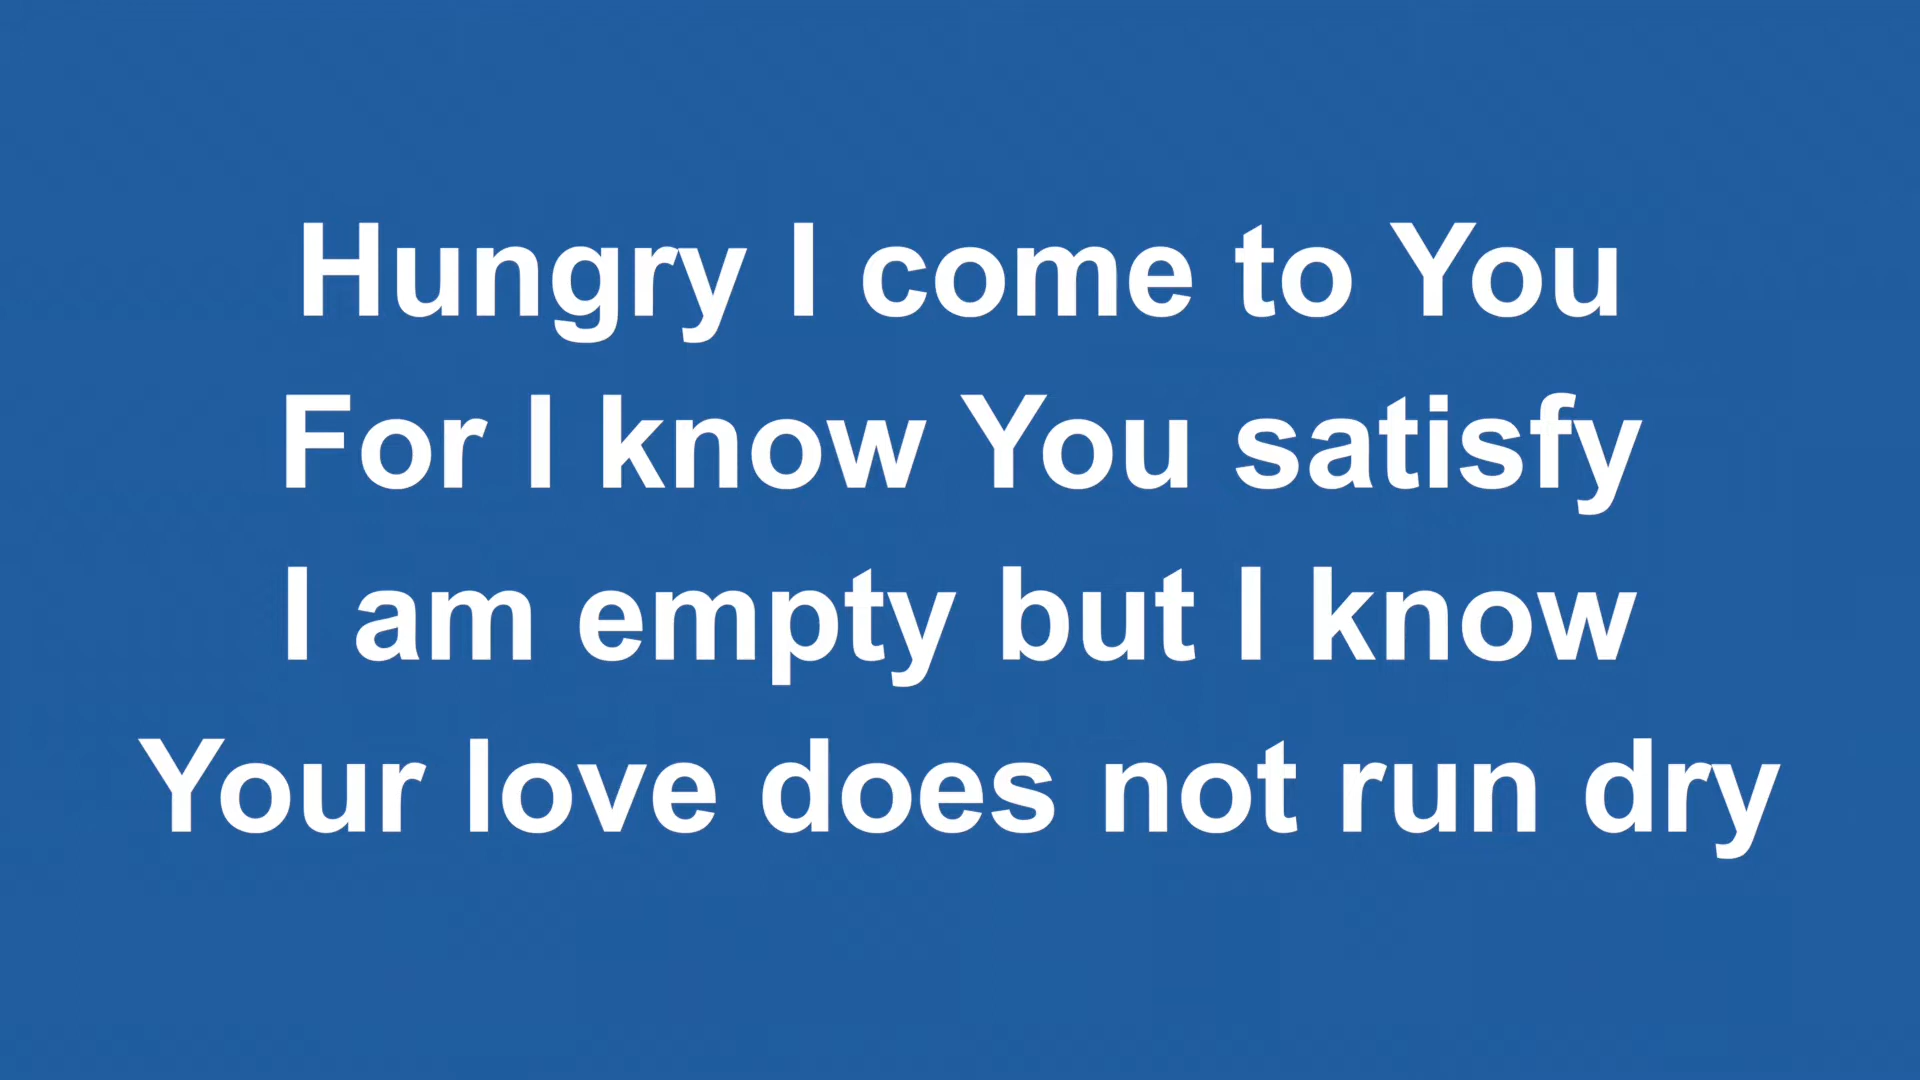 Hungry I come to You
For I know You satisfy
I am empty but I know
Your love does not run dry